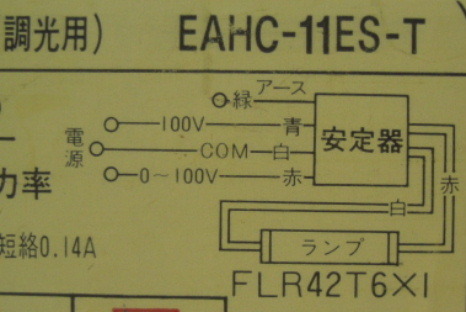 調光用) EAHC-11ES-T
緑 アース
電源
100V 青
COM 白
0～100V 赤
安定器
力率
赤
白
短絡0.14A
ランプ
FLR42T6×1